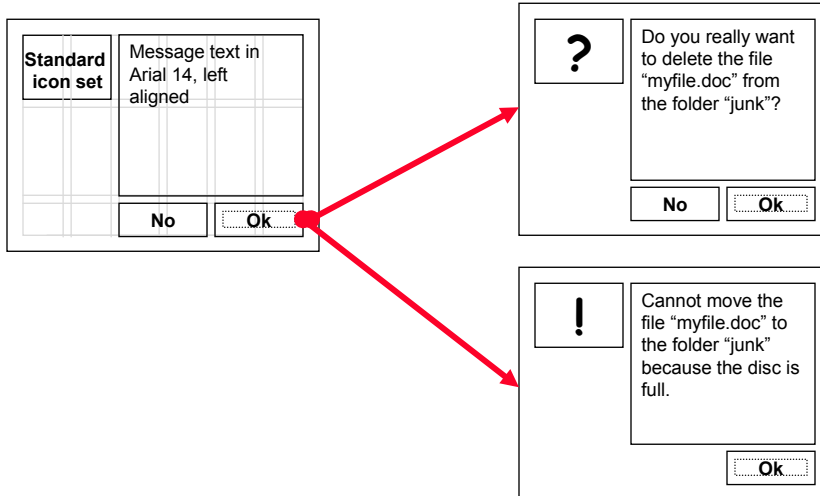 Standard
icon set
Message text in
Arial 14, left
aligned
No
Ok
?
Do you really want
to delete the file
“myfile.doc” from
the folder “junk”?
No
Ok
!
Cannot move the
file “myfile.doc” to
the folder “junk”
because the disc is
full.
Ok